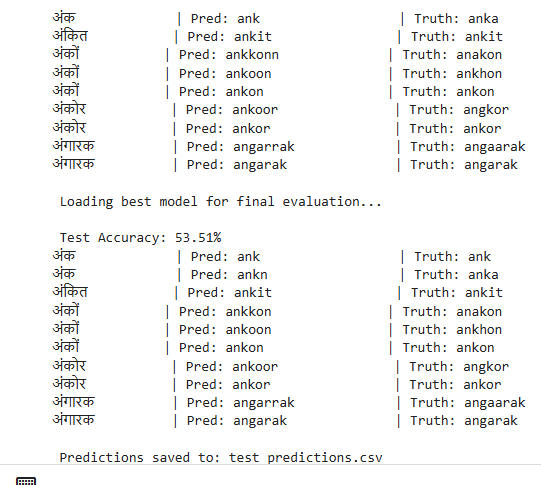 अंक | Pred: ank | Truth: anka
अंकित | Pred: ankit | Truth: ankit
अंकों | Pred: ankkonn | Truth: anakon
अंकों | Pred: ankoon | Truth: ankhon
अंकों | Pred: ankon | Truth: ankon
अंकोर | Pred: ankoor | Truth: angkor
अंकोर | Pred: ankor | Truth: ankor
अंगारक | Pred: angarrak | Truth: angaarak
अंगारक | Pred: angarak | Truth: angarak
Loading best model for final evaluation...
Test Accuracy: 53.51%
अंक | Pred: ank | Truth: ank
अंक | Pred: ankn | Truth: anka
अंकित | Pred: ankit | Truth: ankit
अंकों | Pred: ankkon | Truth: anakon
अंकों | Pred: ankoon | Truth: ankhon
अंकों | Pred: ankon | Truth: ankon
अंकोर | Pred: ankoor | Truth: angkor
अंकोर | Pred: ankor | Truth: ankor
अंगारक | Pred: angarrak | Truth: angaarak
अंगारक | Pred: angarak | Truth: angarak
Predictions saved to: test_predictions.csv